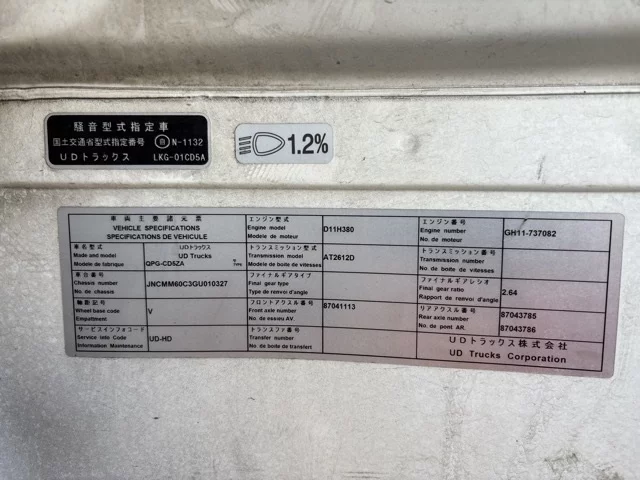 騒音型式指定車
国土交通省型式指定番号 自 N-1132
UDトラックス LKG-01CD5A
1.2%
車両主要諸元票
VEHICLE SPECIFICATIONS
SPECIFICATIONS DE VEHICULE
エンジン型式
Engine model
Modele de moteur
D11H380
エンジン番号
Engine number
No. de moteur
GH11-737082
車名型式
Made and model
Modele de fabrique
UDトラックス
UD Trucks
QPG-CD5ZA
トランスミッション型式
Transmission model
Modele de boite de vitesses
AT2612D
トランスミッション番号
Transmission number
No. de boite de vitesses
車台番号
Chassis number
No. de chassis
JNCMM60C3GU010327
ファイナルギアタイプ
Final gear type
Type de renvoi d'angle
ファイナルギアレシオ
Final gear ratio
Rapport de renvoi d'angle
2.64
軸距記号
Wheel base code
Empattment
V
フロントアクスル番号
Front axle number
No. de essieu AV.
87041113
リアアクスル番号
Rear axle number
No. de pont AR.
87043785
87043786
サービスインフォコード
Service info Code
Information Maintenance
UD-HD
トランスファ番号
Transfer number
No. de boite de transfert
UDトラックス株式会社
UD Trucks Corporation